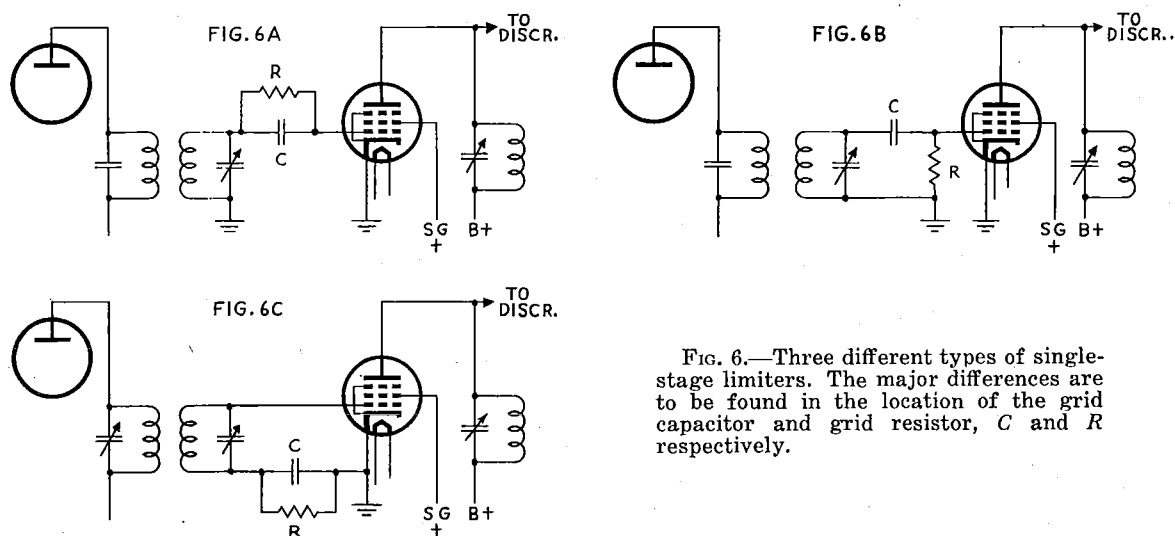 FIG. 6A
R
C
TO
DISCR.
SG
+
B+
FIG. 6B
C
R
TO
DISCR..
SG
+
B+
FIG. 6C
C
R
TO
DISCR.
SG
+
B+
FIG. 6.—Three different types of single-
stage limiters. The major differences are
to be found in the location of the grid
capacitor and grid resistor, C and R
respectively.